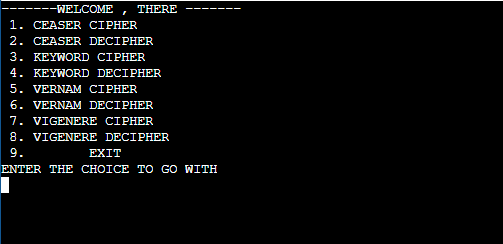 -------WELCOME , THERE -------
1. CEASER CIPHER
2. CEASER DECIPHER
3. KEYWORD CIPHER
4. KEYWORD DECIPHER
5. VERNAM CIPHER
6. VERNAM DECIPHER
7. VIGENERE CIPHER
8. VIGENERE DECIPHER
9.        EXIT
ENTER THE CHOICE TO GO WITH